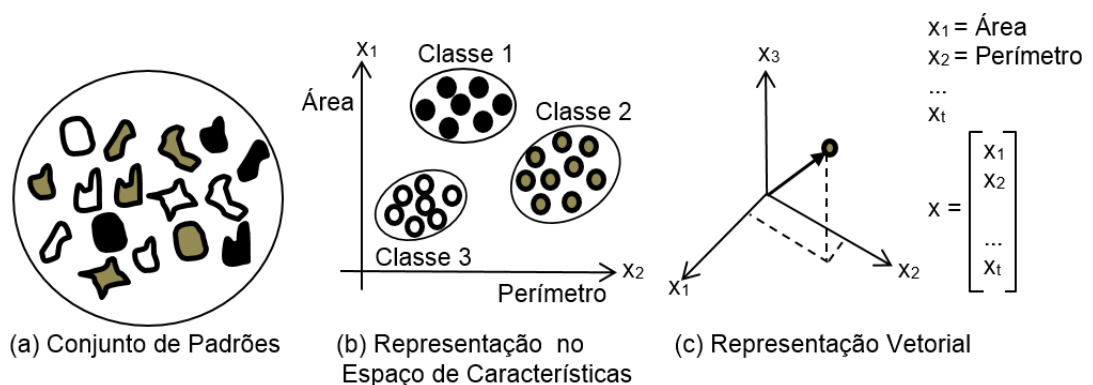 (a) Conjunto de Padrões
x₁
Área
Classe 1
Classe 2
Classe 3
x₂
Perímetro
(b) Representação no
Espaço de Características
x₃
x₁
x₂
(c) Representação Vetorial
x₁ = Área
x₂ = Perímetro
...
xₜ
x =
x₁
x₂
...
xₜ